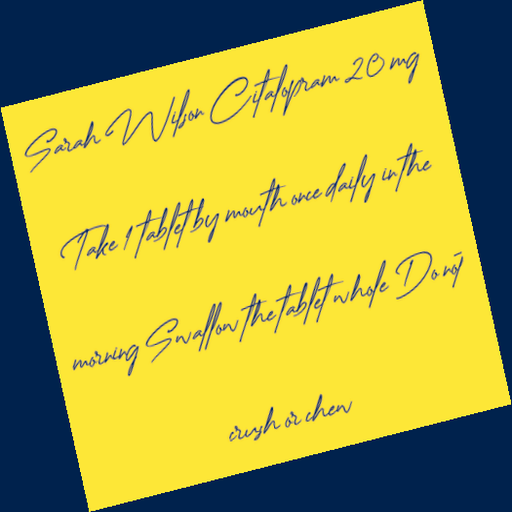 Sarah Wilson Citalopram 20 mg
Take 1 tablet by mouth once daily in the
morning Swallow the tablet whole Do not
crush or chew